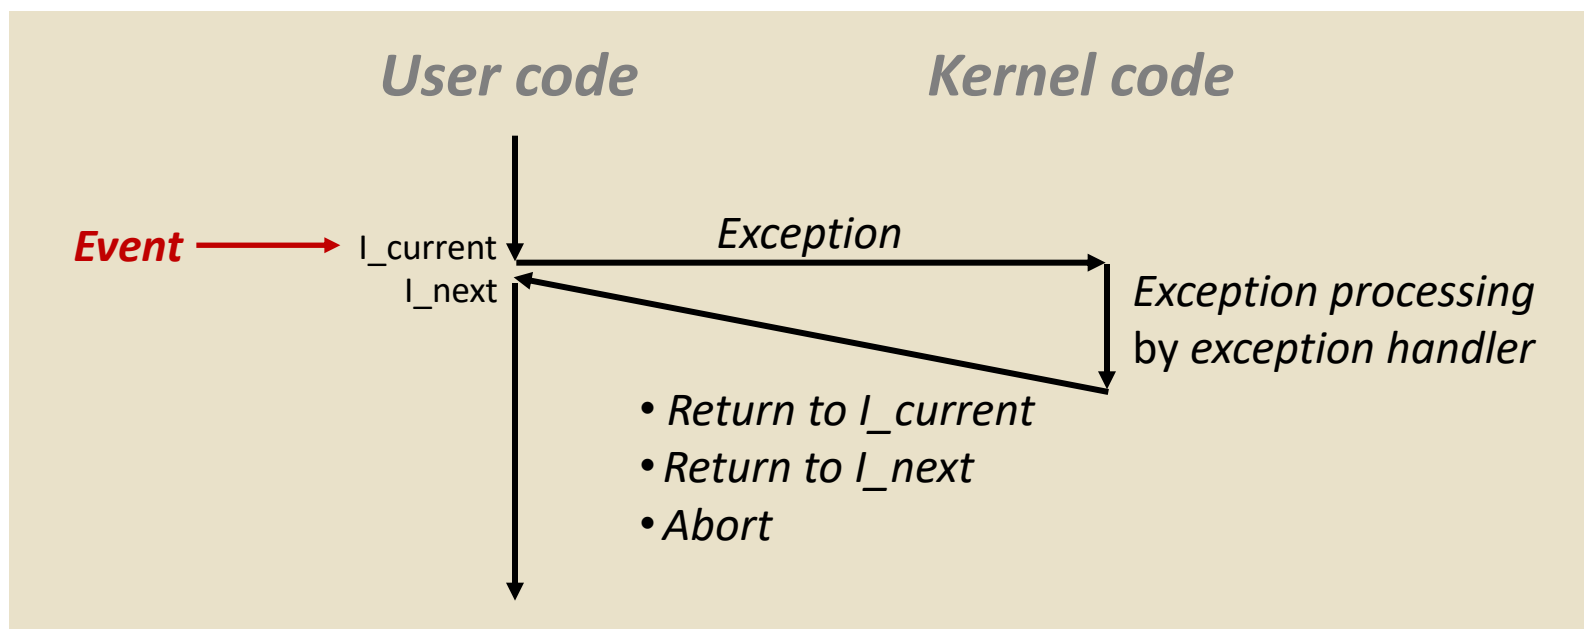 User code
Kernel code
Event
I_current
Exception
I_next
Exception processing
by exception handler
• Return to I_current
• Return to I_next
• Abort